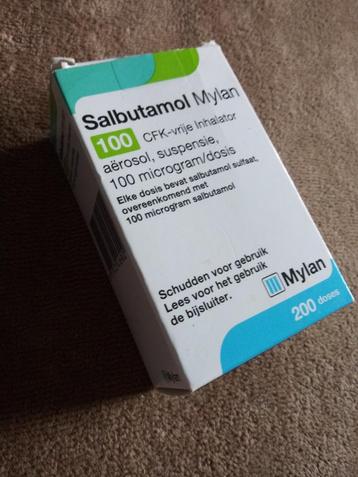 Salbutamol Mylan
100 CFK-vrije Inhalator
aërosol, suspensie,
100 microgram/dosis
Elke dosis bevat salbutamol sulfaat,
overeenkomend met
100 microgram salbutamol
Schudden voor gebruik
Lees voor het gebruik
de bijsluiter.
Mylan
200 doses